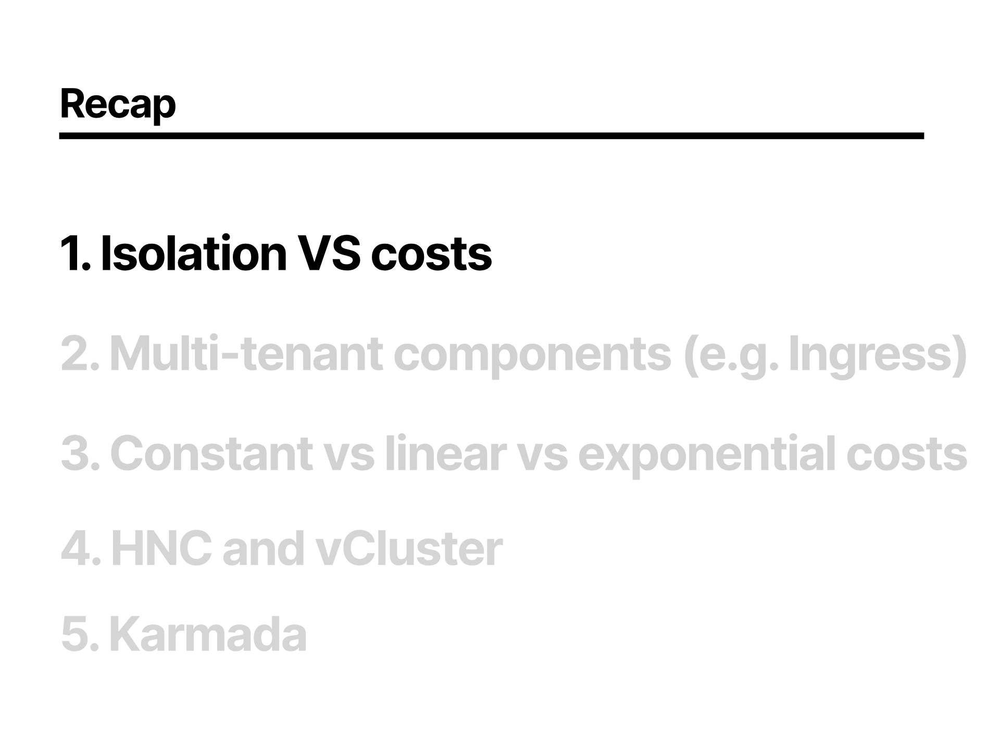 Recap
1. Isolation VS costs
2. Multi-tenant components (e.g. Ingress)
3. Constant vs linear vs exponential costs
4. HNC and vCluster
5. Karmada